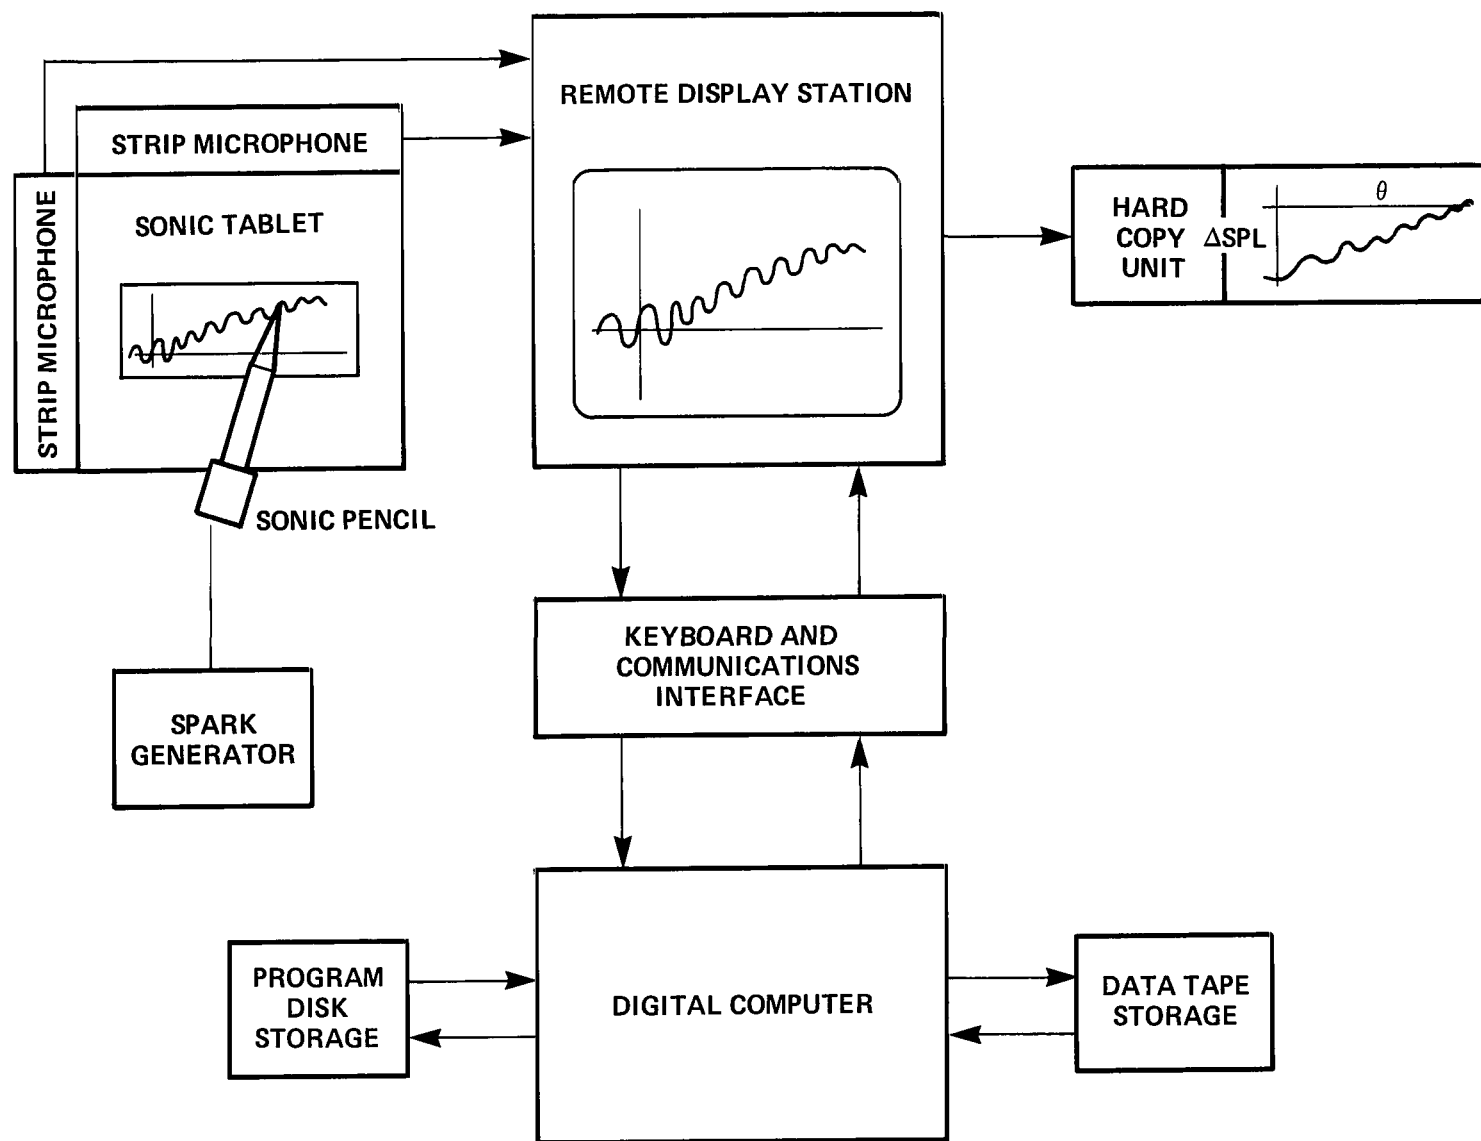 REMOTE DISPLAY STATION
STRIP MICROPHONE
STRIP MICROPHONE
SONIC TABLET
HARD
COPY
UNIT
ΔSPL
θ
SONIC PENCIL
KEYBOARD AND
COMMUNICATIONS
INTERFACE
SPARK
GENERATOR
PROGRAM
DISK
STORAGE
DIGITAL COMPUTER
DATA TAPE
STORAGE